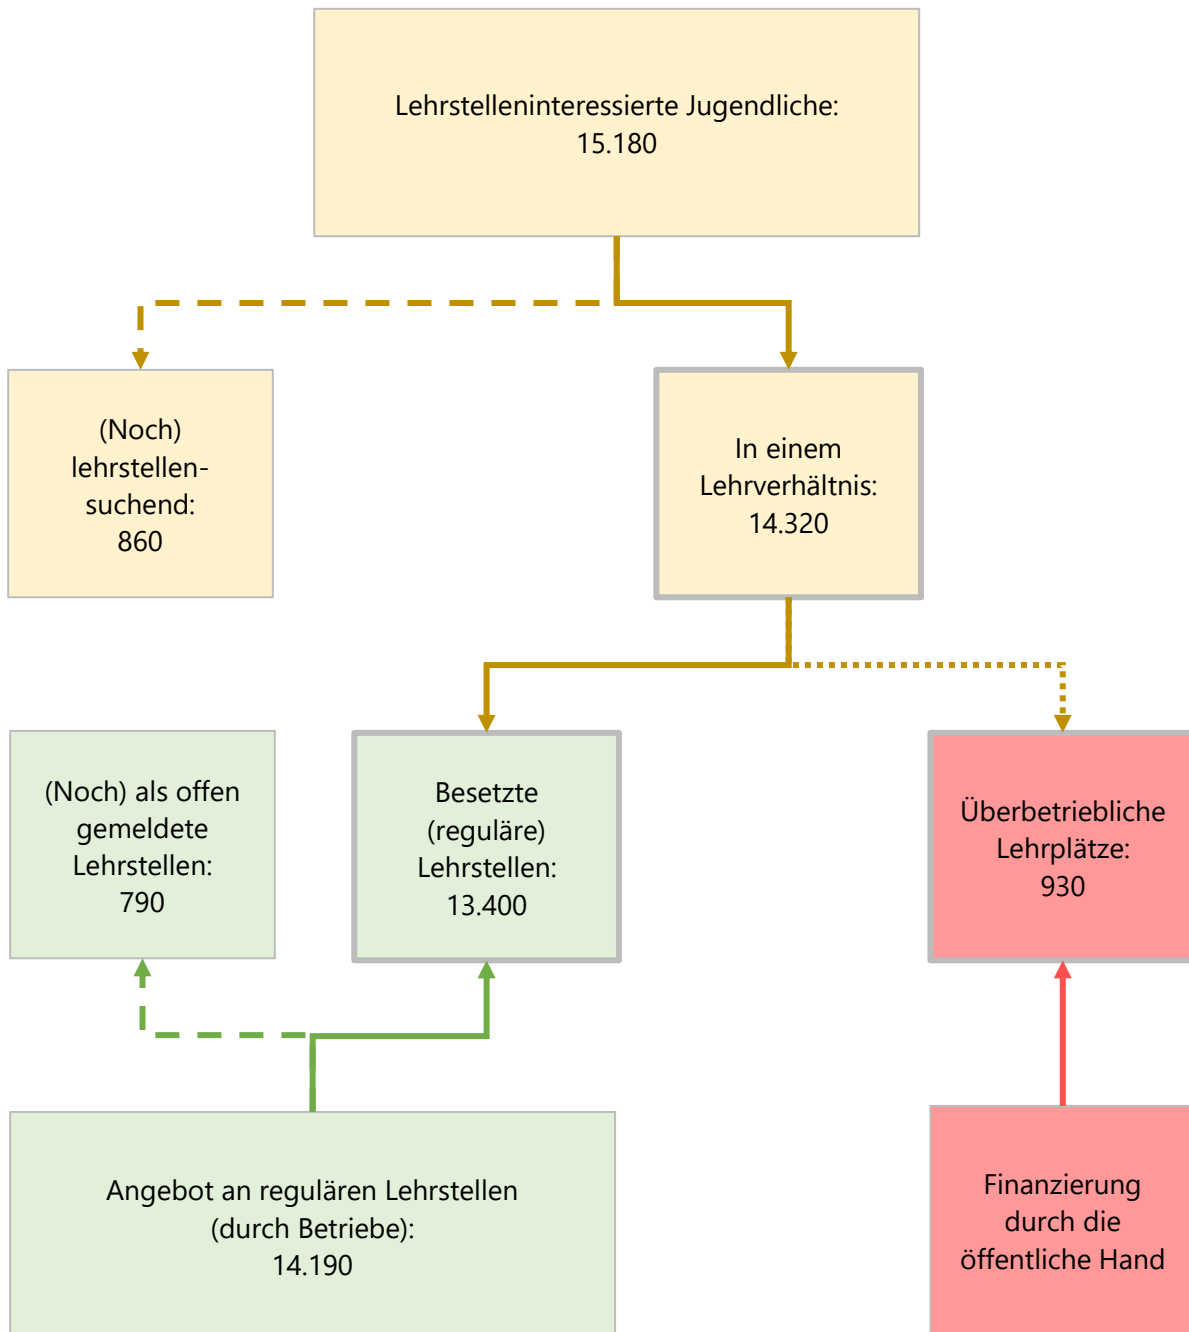 Lehrstelleninteressierte Jugendliche:
15.180
(Noch)
lehrstellen-
suchend:
860
In einem
Lehrverhältnis:
14.320
(Noch) als offen
gemeldete
Lehrstellen:
790
Besetzte
(reguläre)
Lehrstellen:
13.400
Überbetriebliche
Lehrplätze:
930
Angebot an regulären Lehrstellen
(durch Betriebe):
14.190
Finanzierung
durch die
öffentliche Hand